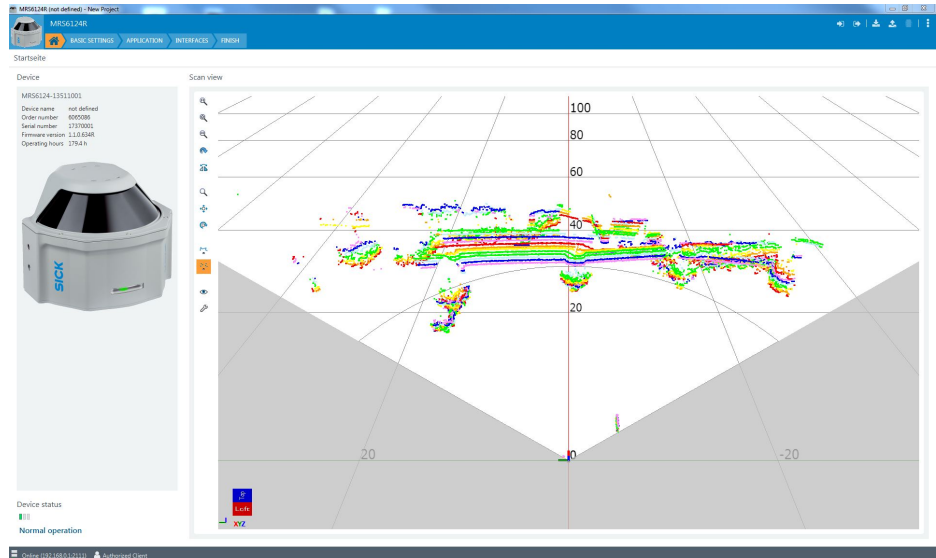 MRS6124R (not defined) - New Project
MRS6124R
BASIC SETTINGS APPLICATION INTERFACES FINISH
Startseite
Device
Scan view
MRS6124-13511001
Device name not defined
Order number 6065086
Serial number 17370001
Firmware version 1.1.0.634R
Operating hours 179.4 h
SICK
100
80
60
40
20
20
0
-20
Left
XYZ
Device status
Normal operation
Online (192.168.0.1:2111) Authorized Client